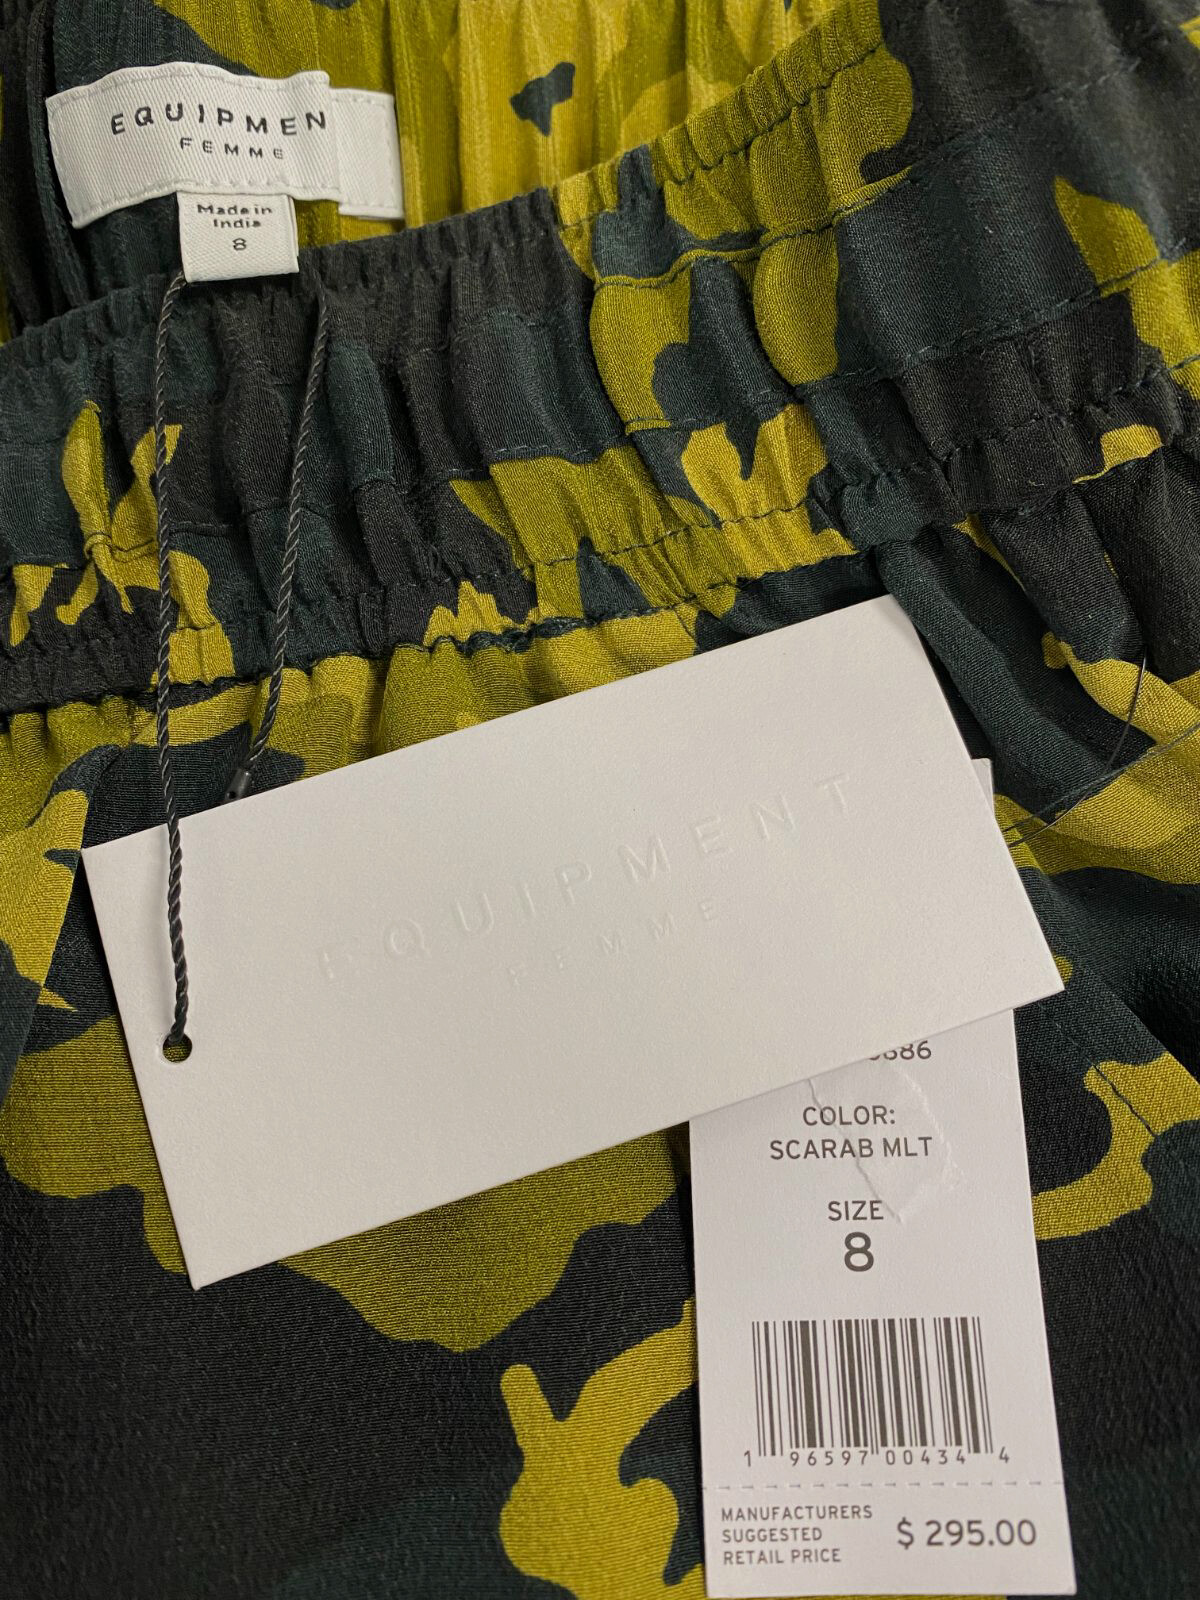 EQUIPMEN
FEMME
Made in
India
8
EQUIPMENT
FEMME
686
COLOR:
SCARAB MLT
SIZE
8
1 96597 00434 4
MANUFACTURERS
SUGGESTED
RETAIL PRICE
$ 295.00